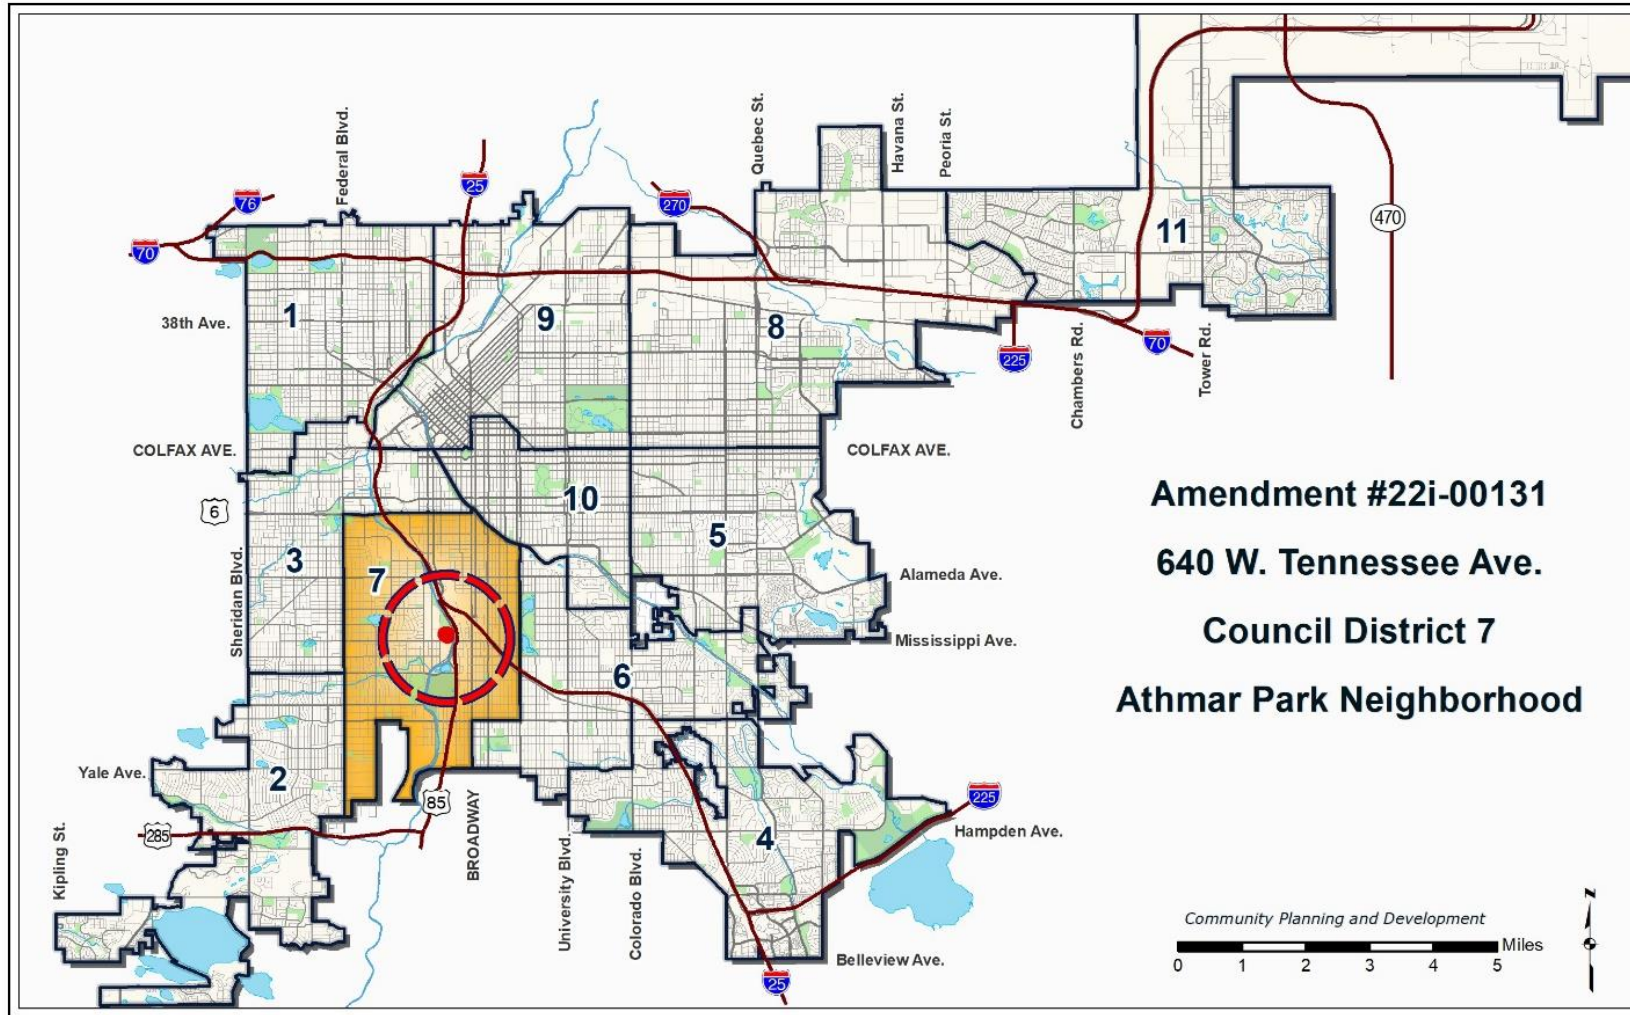 Federal Blvd.
Quebec St.
Havana St.
Peoria St.
76
25
270
70
470
11
38th Ave.
1
9
8
225
Chambers Rd.
70
Tower Rd.
COLFAX AVE.
COLFAX AVE.
6
10
5
3
7
Sheridan Blvd.
Alameda Ave.
Mississippi Ave.
6
Amendment #22i-00131
640 W. Tennessee Ave.
Council District 7
Athmar Park Neighborhood
Yale Ave.
2
85
285
BROADWAY
University Blvd.
Colorado Blvd.
4
225
Hampden Ave.
Kipling St.
Belleview Ave.
25
Community Planning and Development
Miles
0 1 2 3 4 5
N